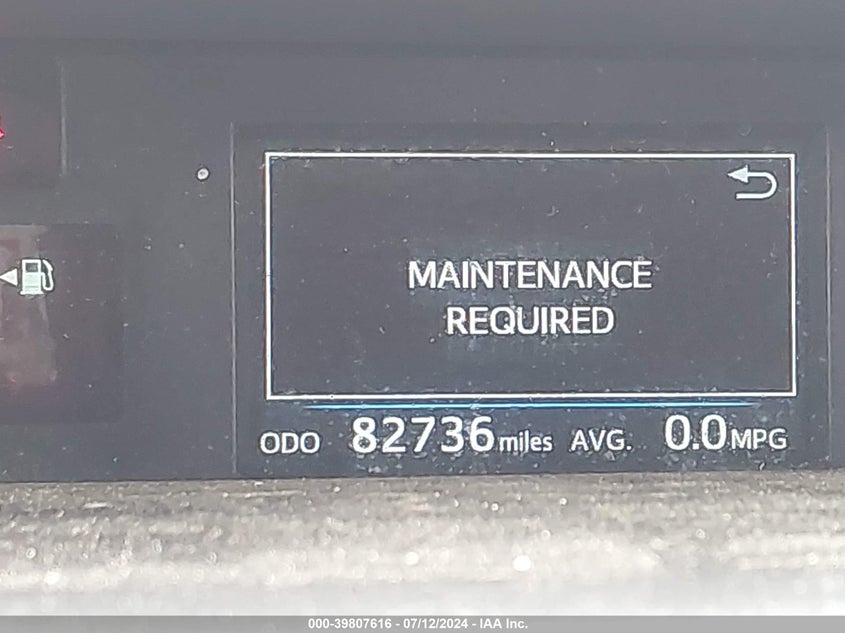 MAINTENANCE
REQUIRED
ODO 82736 miles AVG. 0.0 MPG
000-39807616 - 07/12/2024 - IAA Inc.